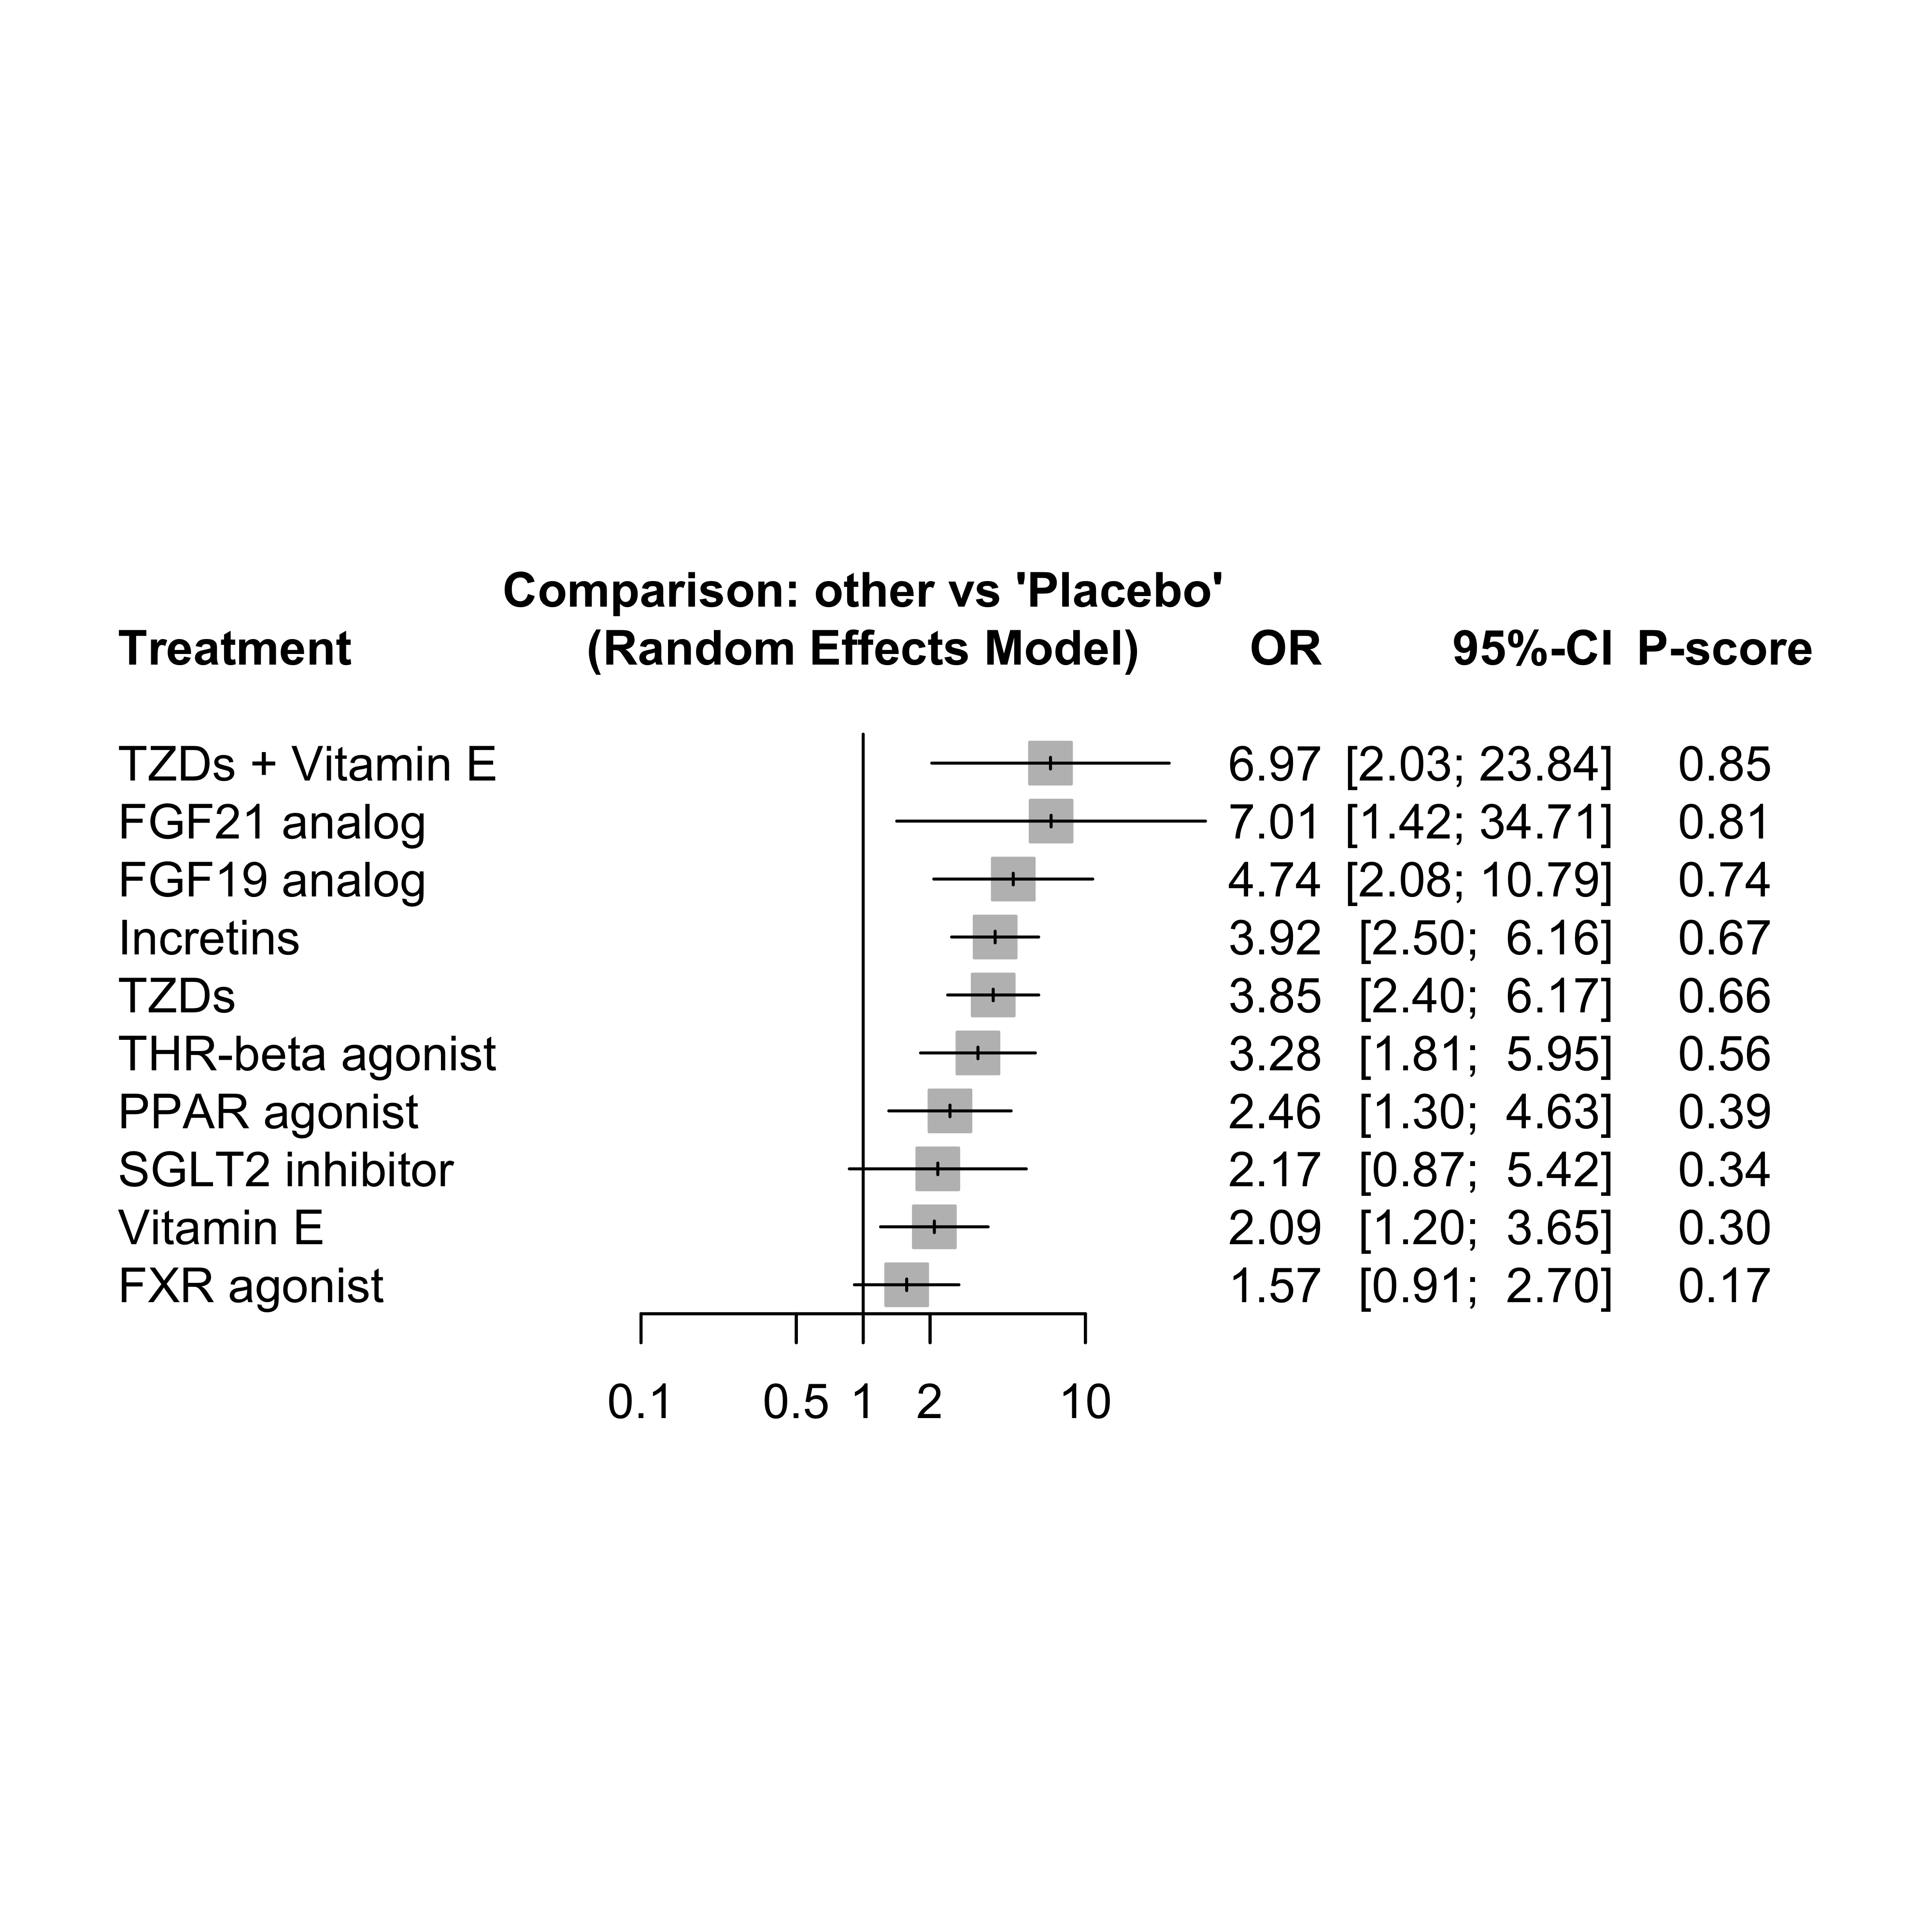 Comparison: other vs 'Placebo'
Treatment (Random Effects Model) OR 95%-CI P-score
TZDs + Vitamin E 6.97 [2.03; 23.84] 0.85
FGF21 analog 7.01 [1.42; 34.71] 0.81
FGF19 analog 4.74 [2.08; 10.79] 0.74
Incretins 3.92 [2.50; 6.16] 0.67
TZDs 3.85 [2.40; 6.17] 0.66
THR-beta agonist 3.28 [1.81; 5.95] 0.56
PPAR agonist 2.46 [1.30; 4.63] 0.39
SGLT2 inhibitor 2.17 [0.87; 5.42] 0.34
Vitamin E 2.09 [1.20; 3.65] 0.30
FXR agonist 1.57 [0.91; 2.70] 0.17
0.1 0.5 1 2 10